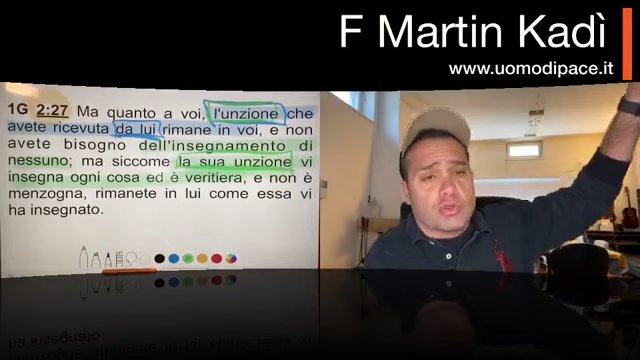 F Martin Kadì
www.uomodipace.it
1G 2:27 Ma quanto a voi, l'unzione che
avete ricevuta da lui rimane in voi, e non
avete bisogno dell'insegnamento di
nessuno; ma siccome la sua unzione vi
insegna ogni cosa ed è veritiera, e non è
menzogna, rimanete in lui come essa vi
ha insegnato.